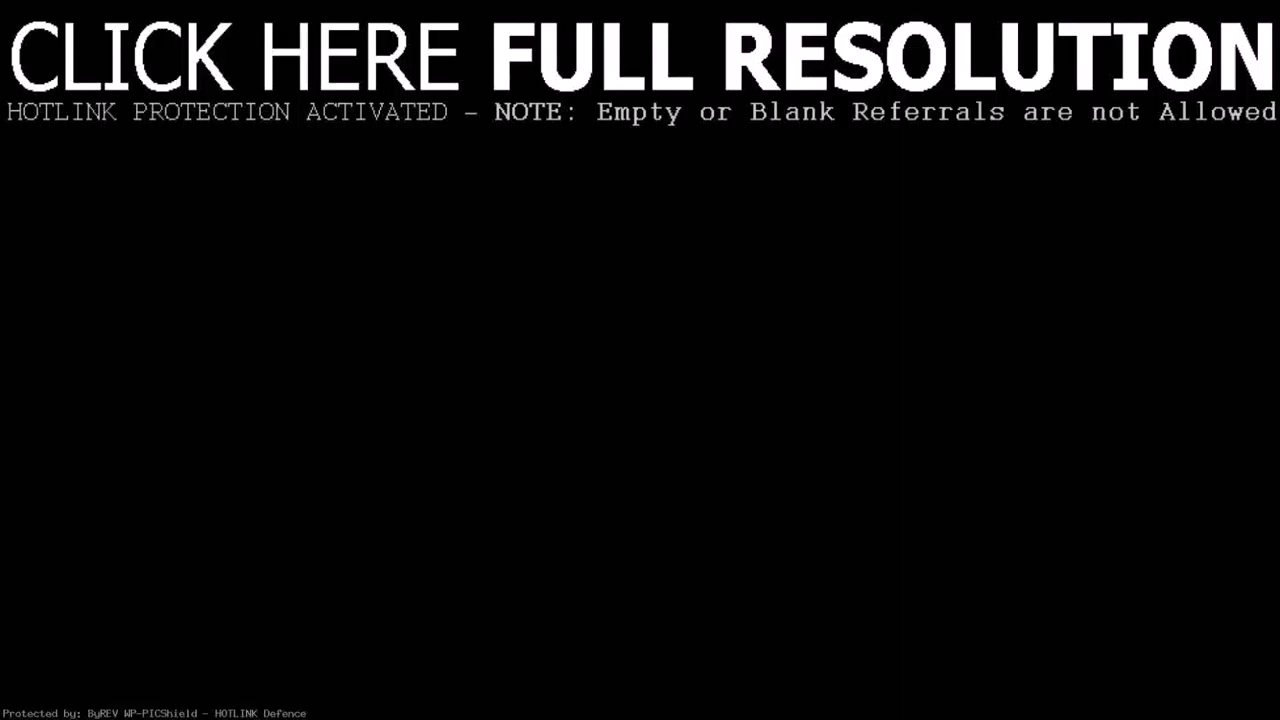 CLICK HERE FULL RESOLUTION
HOTLINK PROTECTION ACTIVATED - NOTE: Empty or Blank Referrals are not Allowed
Protected by: ByREV WP-PICShield - HOTLINK Defence